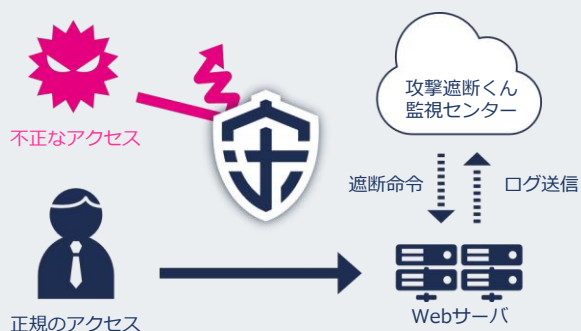 不正なアクセス
攻撃遮断くん
監視センター
遮断命令
ログ送信
正規のアクセス
Webサーバ